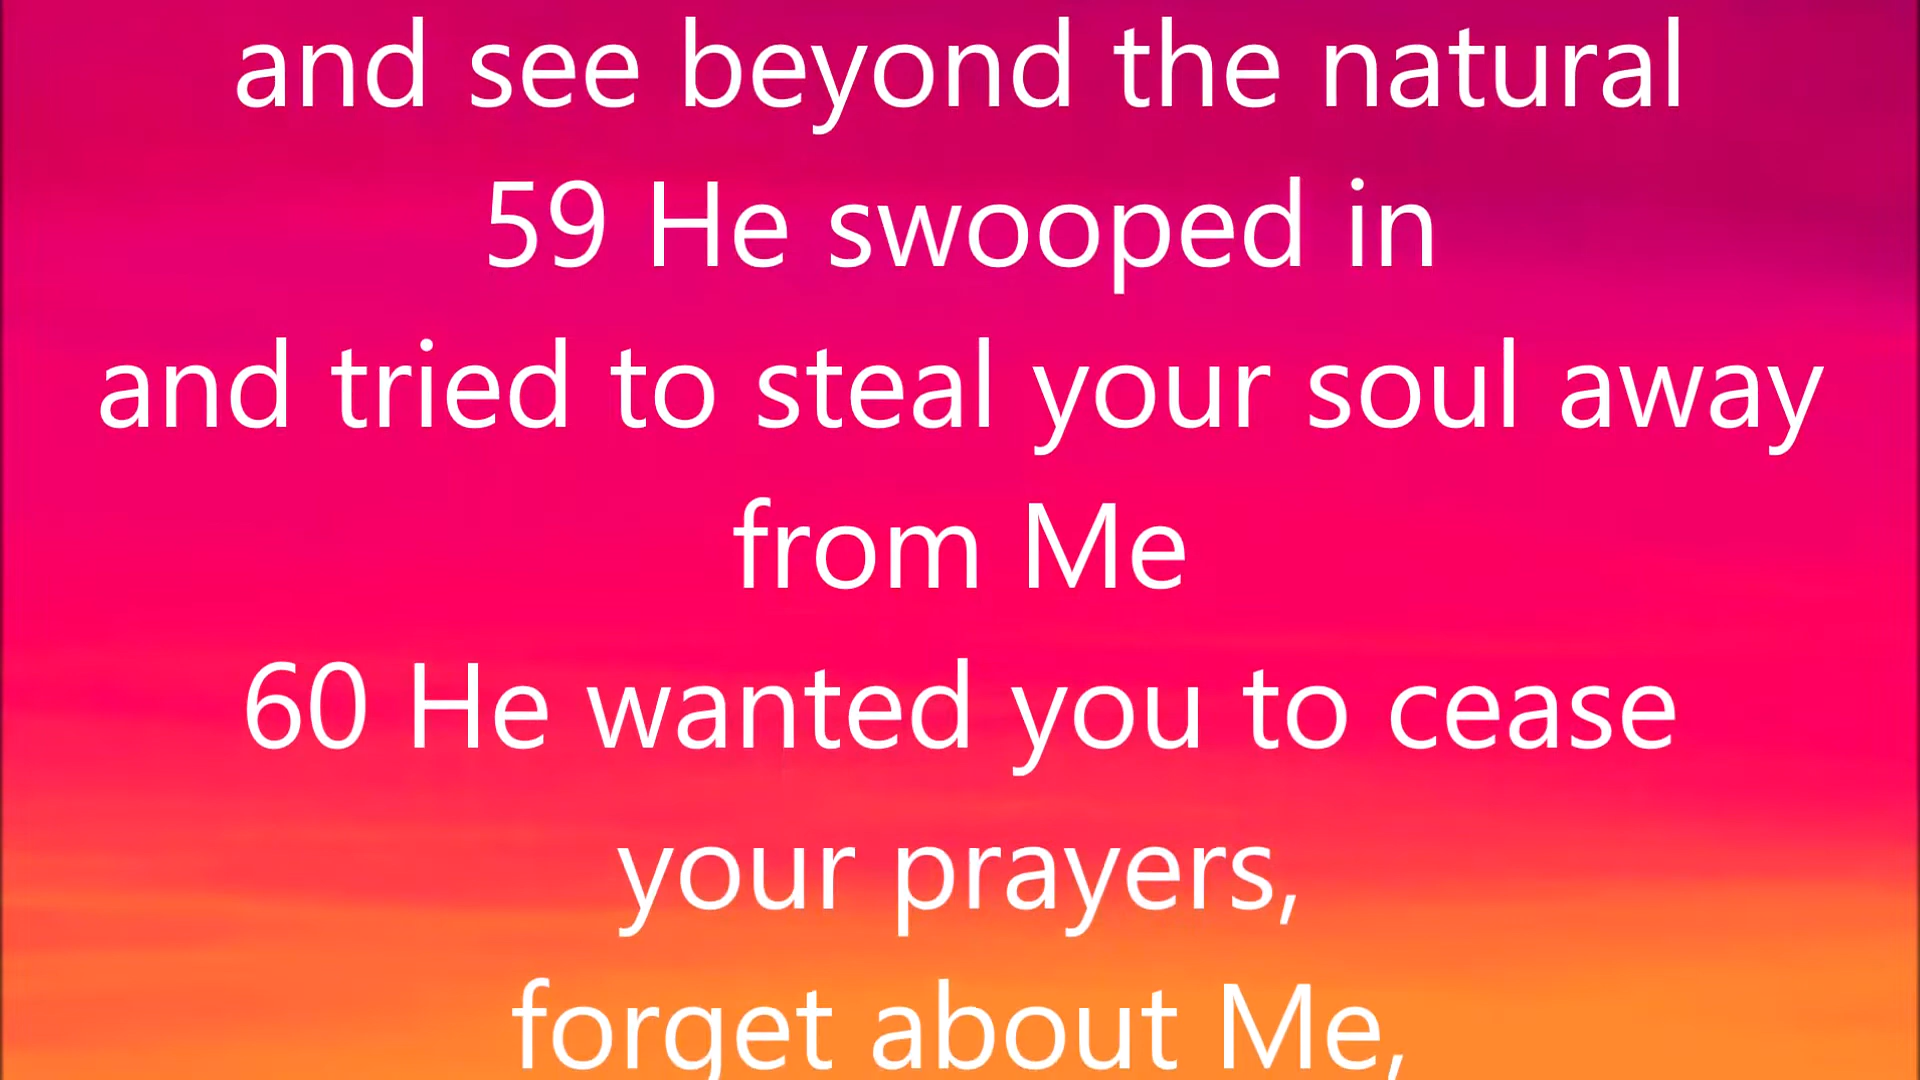 and see beyond the natural
59 He swooped in
and tried to steal your soul away
from Me
60 He wanted you to cease
your prayers,
forget about Me,